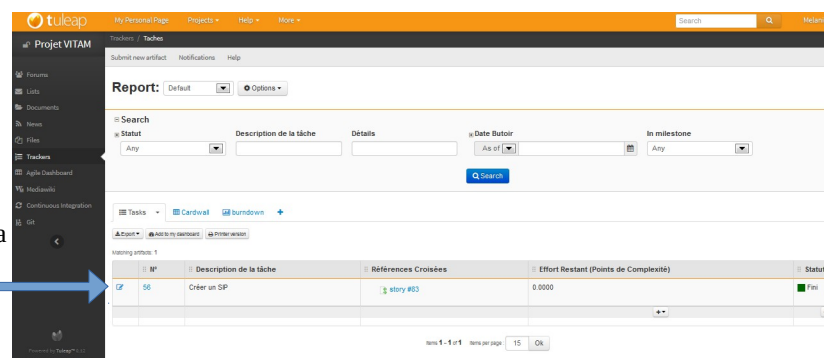 tuleap My Personal Page Projects Help More Search Melani
Projet VITAM
Trackers / Taches
Submit new artifact Notifications Help
Forums
Lists
Documents
News
Files
Trackers
Agile Dashboard
Mediawiki
Continuous Integration
Git
Report: Default Options
Search
Statut Description de la tâche Détails Date Butoir In milestone
Any As of Any
Search
Tasks Cardwall burndown +
a
Export Add to my dashboard Printer version
Matching artifacts: 1
N° Description de la tâche Références Croisées Effort Restant (Points de Complexité) Statut
56 Créer un SIP story #83 0.0000 Fini
+
Items 1 – 1 of 1 items per page: 15 Ok
Powered by Tuleap™